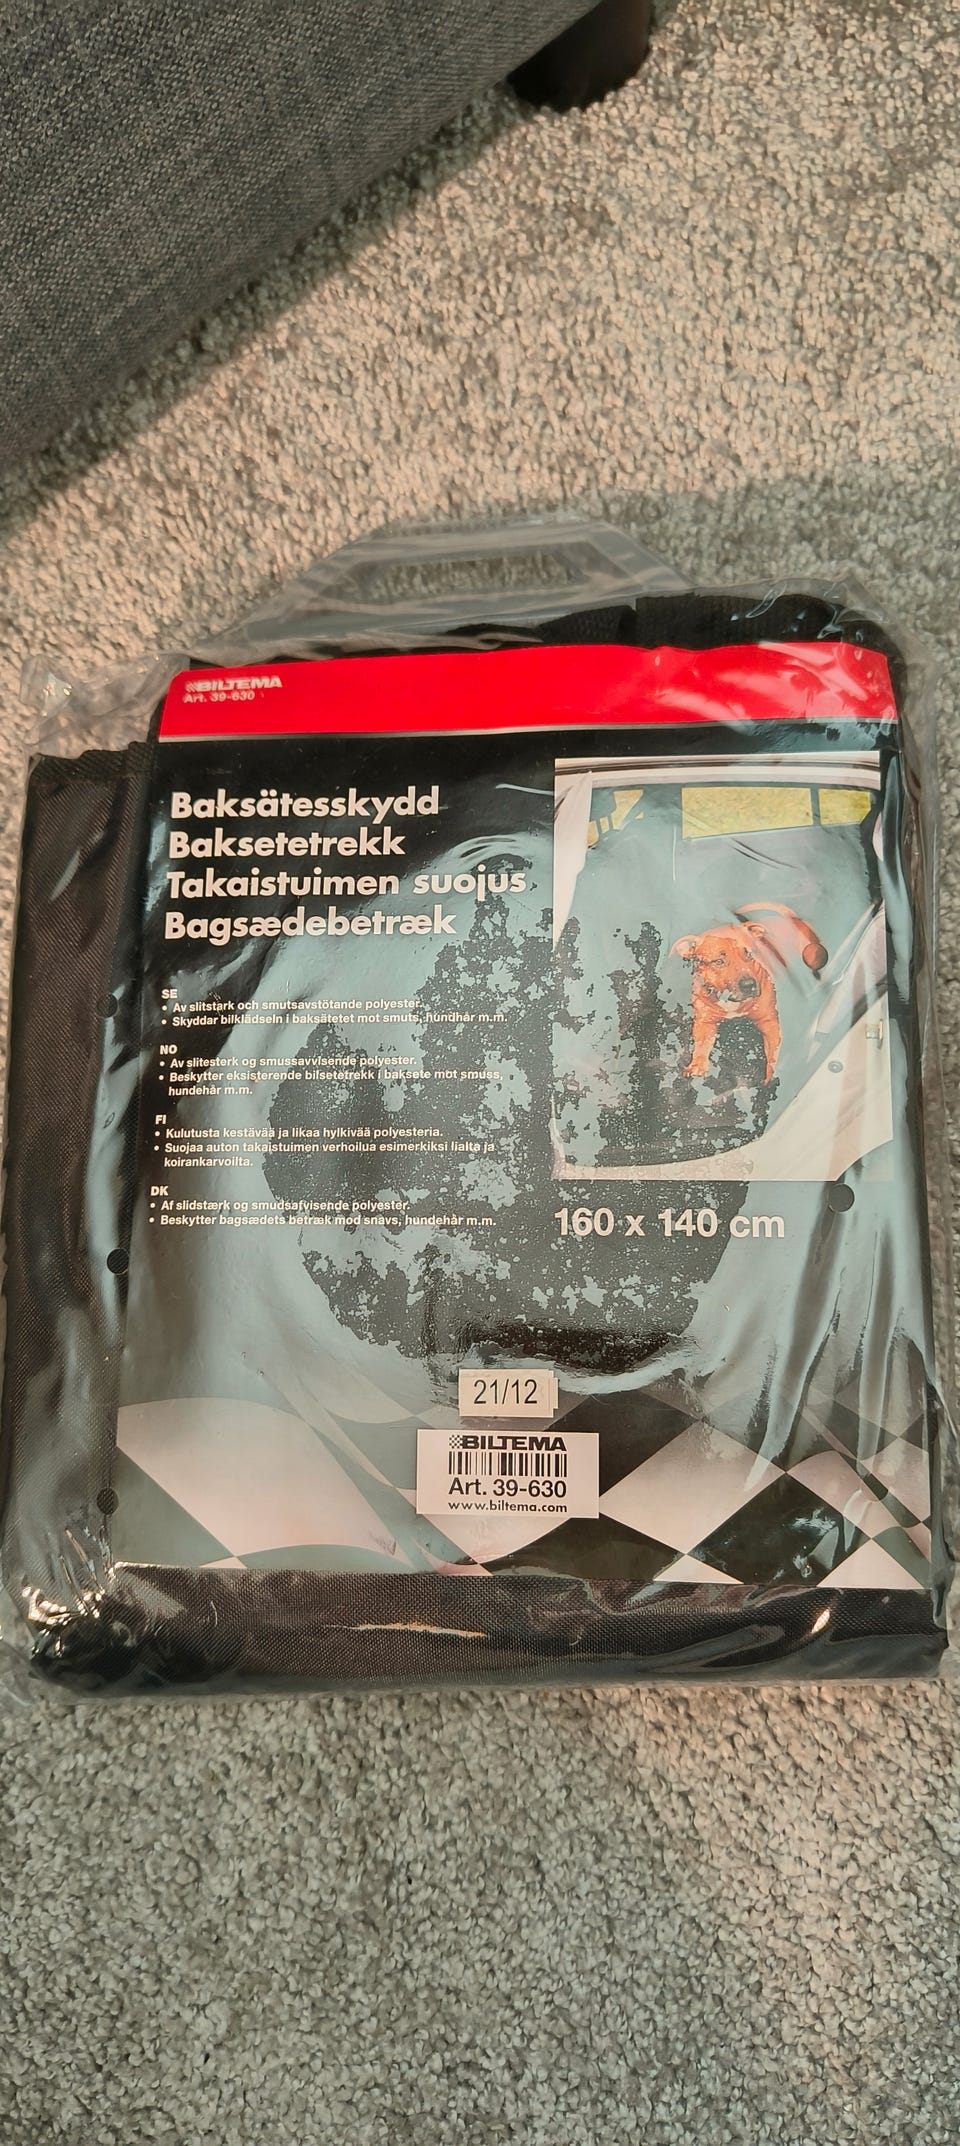 BILTEMA
Art. 39-630
Baksätesskydd
Baksetetrekk
Takaistuimen suojus
Bagsædebetræk
SE
• Av slitstark och smutsavstötande polyester.
• Skyddar bilklädseln i baksätet mot smuts, hundhår m.m.
NO
• Av slitesterk og smussavvisende polyester.
• Beskytter eksisterende bilsetetrekk i baksete mot smuss,
hundehår m.m.
FI
• Kulutusta kestävää ja likaa hylkivää polyesteria.
• Suojaa auton takaistuimen verhoilua esimerkiksi lialta ja
koirankarvoilta.
DK
• Af slidstærk og smudsafvisende polyester.
• Beskytter bagsædets betræk mod snavs, hundehår m.m.
160 x 140 cm
21/12
BILTEMA
Art. 39-630
www.biltema.com